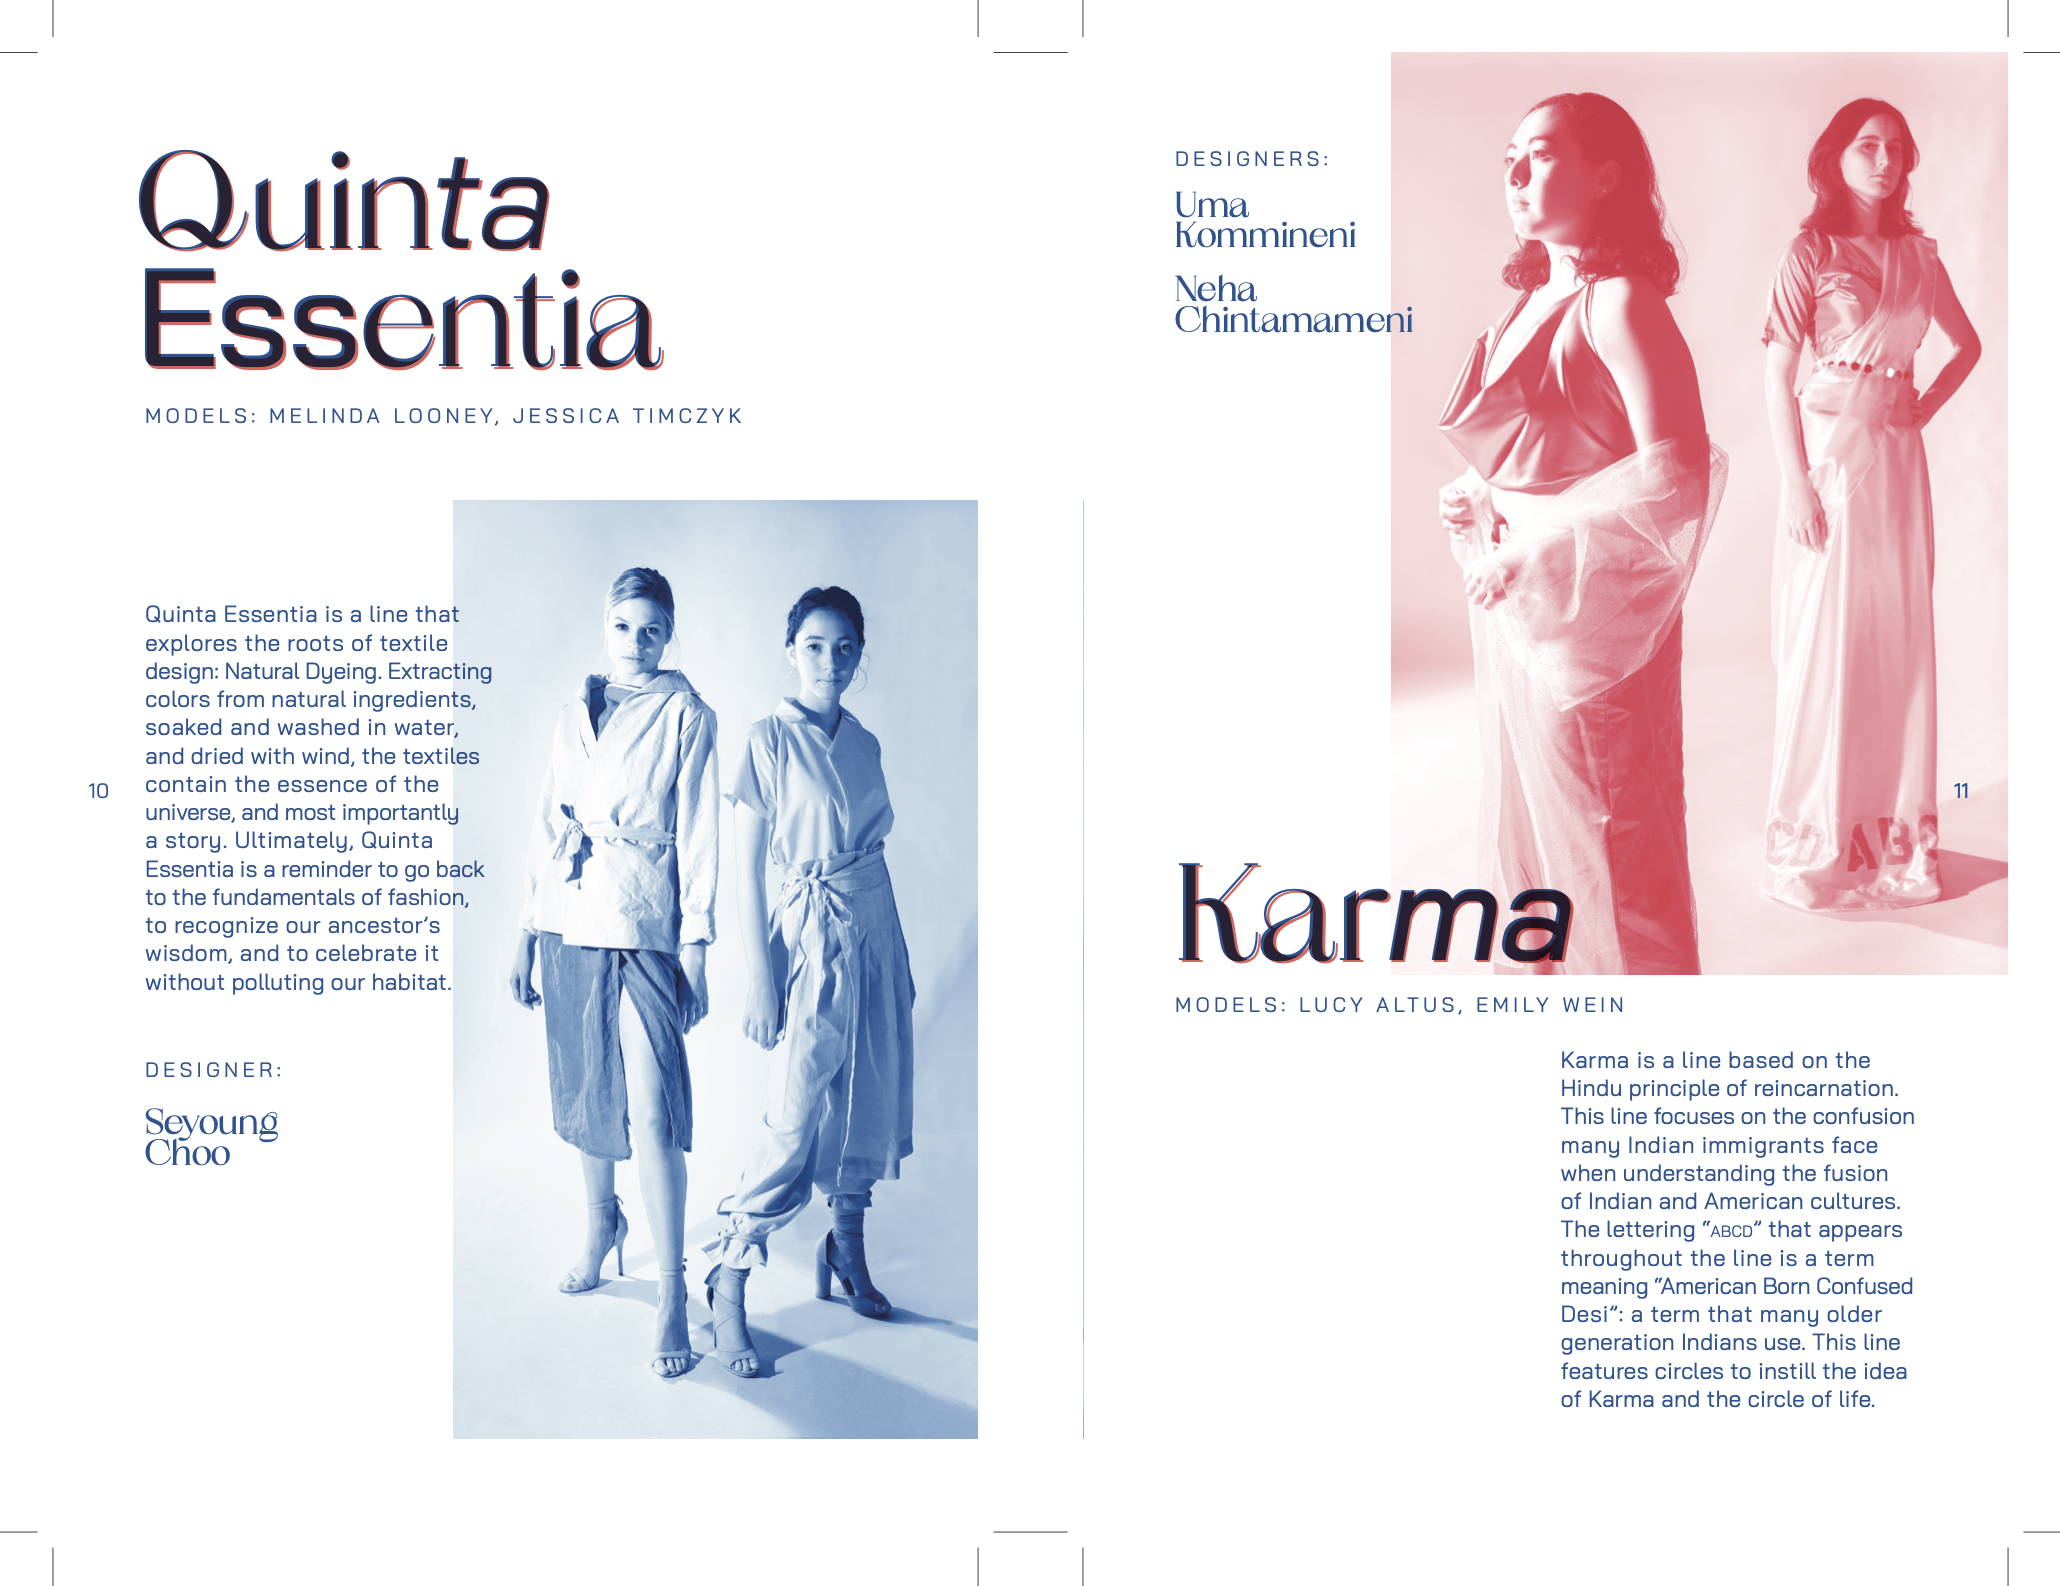 Quinta
Essentia
MODELS: MELINDA LOONEY, JESSICA TIMCZYK
Quinta Essentia is a line that
explores the roots of textile
design: Natural Dyeing. Extracting
colors from natural ingredients,
soaked and washed in water,
and dried with wind, the textiles
contain the essence of the
universe, and most importantly
a story. Ultimately, Quinta
Essentia is a reminder to go back
to the fundamentals of fashion,
to recognize our ancestor’s
wisdom, and to celebrate it
without polluting our habitat.
10
DESIGNER:
Seyoung
Choo
DESIGNERS:
Uma
Kommineni
Neha
Chintamameni
CD ABC
11
Karma
MODELS: LUCY ALTUS, EMILY WEIN
Karma is a line based on the
Hindu principle of reincarnation.
This line focuses on the confusion
many Indian immigrants face
when understanding the fusion
of Indian and American cultures.
The lettering “ABCD” that appears
throughout the line is a term
meaning “American Born Confused
Desi”: a term that many older
generation Indians use. This line
features circles to instill the idea
of Karma and the circle of life.